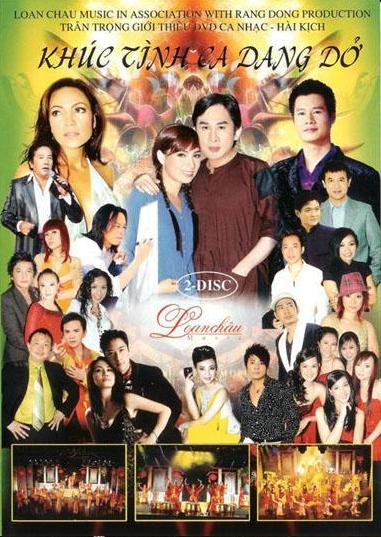 LOAN CHAU MUSIC IN ASSOCIATION WITH RANG DONG PRODUCTION
TRÂN TRỌNG GIỚI THIỆU DVD CA NHẠC - HÀI KỊCH
KHÚC TÌNH CA DANG DỞ
2-DISC
Loanchâu
Music